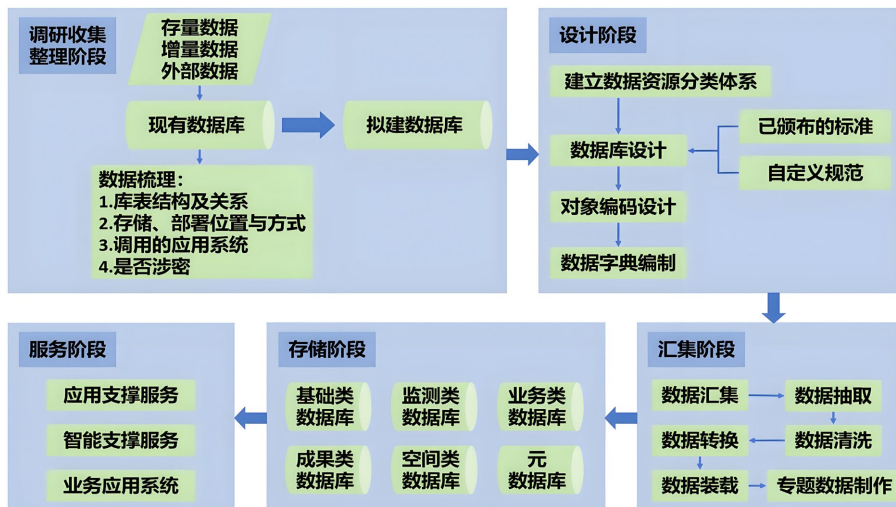 调研收集
整理阶段
存量数据
增量数据
外部数据
现有数据库
拟建数据库
数据梳理：
1.库表结构及关系
2.存储、部署位置与方式
3.调用的应用系统
4.是否涉密
设计阶段
建立数据资源分类体系
数据库设计
已颁布的标准
自定义规范
对象编码设计
数据字典编制
汇集阶段
数据汇集
数据抽取
数据清洗
数据转换
数据装载
专题数据制作
存储阶段
基础类
数据库
监测类
数据库
业务类
数据库
成果类
数据库
空间类
数据库
元
数据库
服务阶段
应用支撑服务
智能支撑服务
业务应用系统